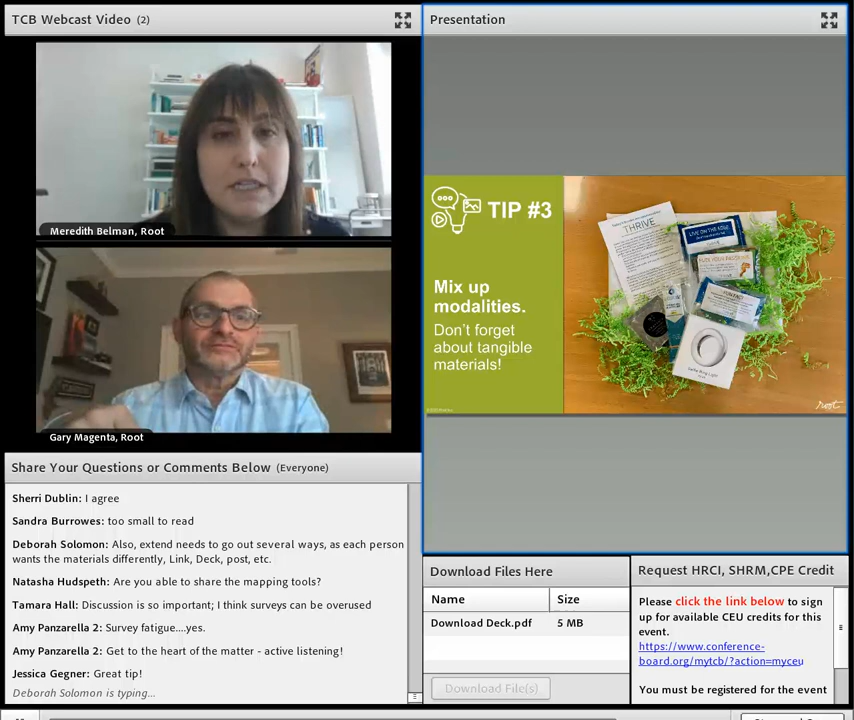 TCB Webcast Video (2)
Meredith Belman, Root
Gary Magenta, Root
Share Your Questions or Comments Below (Everyone)
Sherri Dublin: I agree
Sandra Burrowes: too small to read
Deborah Solomon: Also, extend needs to go out several ways, as each person
wants the materials differently, Link, Deck, post, etc.
Natasha Hudspeth: Are you able to share the mapping tools?
Tamara Hall: Discussion is so important; I think surveys can be overused
Amy Panzarella 2: Survey fatigue....yes.
Amy Panzarella 2: Get to the heart of the matter - active listening!
Jessica Gegner: Great tip!
Deborah Solomon is typing...
Presentation
TIP #3
Mix up
modalities.
Don't forget
about tangible
materials!
THRIVE
root
Download Files Here
Name Size
Download Deck.pdf 5 MB
Download File(s)
Request HRCI, SHRM,CPE Credit
Please click the link below to sign
up for available CEU credits for this
event.
https://www.conference-
board.org/mytcb/?action=myceu
You must be registered for the event